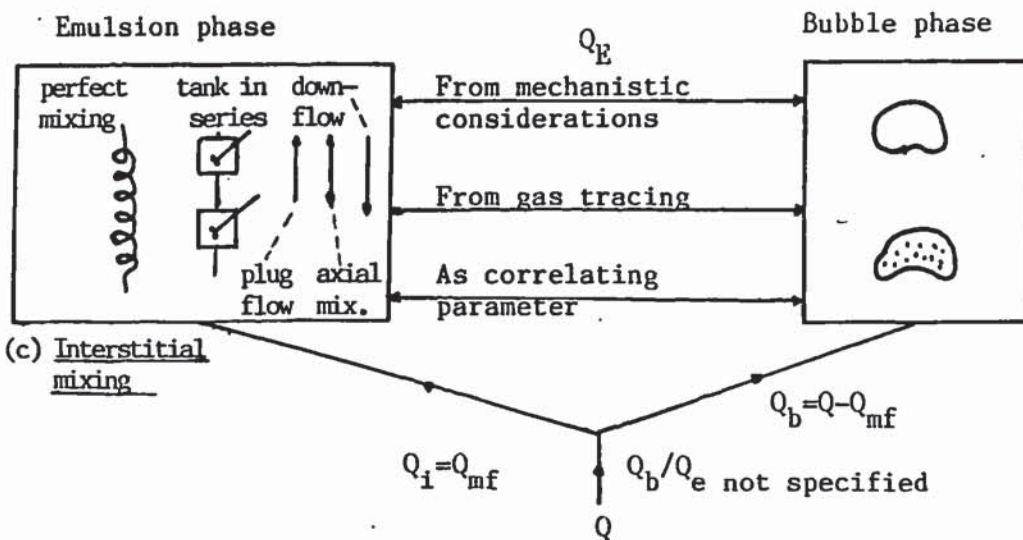 Emulsion phase
Q_E
Bubble phase
perfect
mixing
tank in
series
down-
flow
plug
flow
axial
mix.
From mechanistic
considerations
From gas tracing
As correlating
parameter
(c) Interstitial
mixing
Q_b=Q-Q_mf
Q_i=Q_mf
Q_b/Q_e not specified
Q